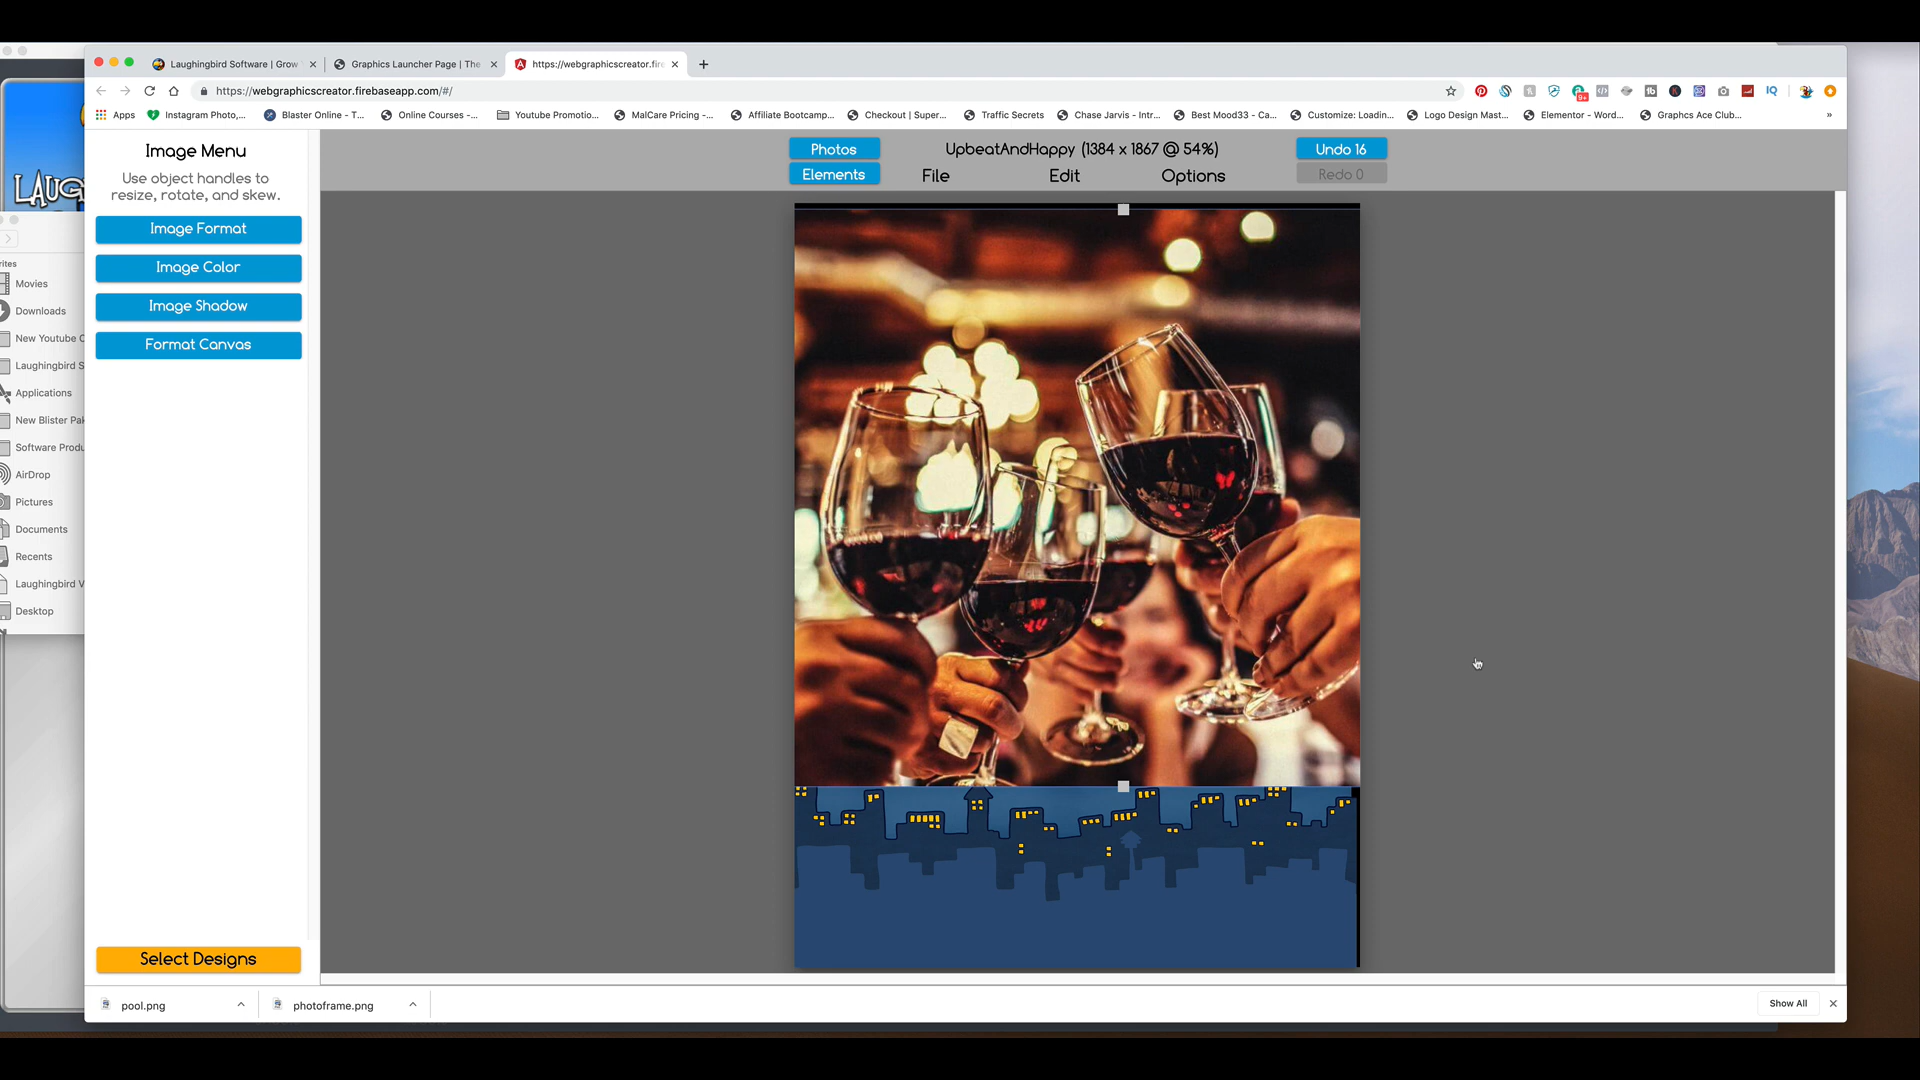 Laughingbird Software | Grow
Graphics Launcher Page | The
https://webgraphicscreator.fire
https://webgraphicscreator.firebaseapp.com/#/
9+
IQ
Apps
Instagram Photo,...
Blaster Online - T...
Online Courses -...
Youtube Promotio...
MalCare Pricing -...
Affiliate Bootcamp...
Checkout | Super...
Traffic Secrets
Chase Jarvis - Intr...
Best Mood33 - Ca...
Customize: Loadin...
Logo Design Mast...
Elementor - Word...
Graphcs Ace Club...
»
Image Menu
Use object handles to
resize, rotate, and skew.
Image Format
Image Color
Image Shadow
Format Canvas
Select Designs
Photos
Elements
UpbeatAndHappy (1384 x 1867 @ 54%)
File
Edit
Options
Undo 16
Redo 0
LAUG
rites
Movies
Downloads
New Youtube C
Laughingbird S
Applications
New Blister Pak
Software Produ
AirDrop
Pictures
Documents
Recents
Laughingbird V
Desktop
pool.png
photoframe.png
Show All